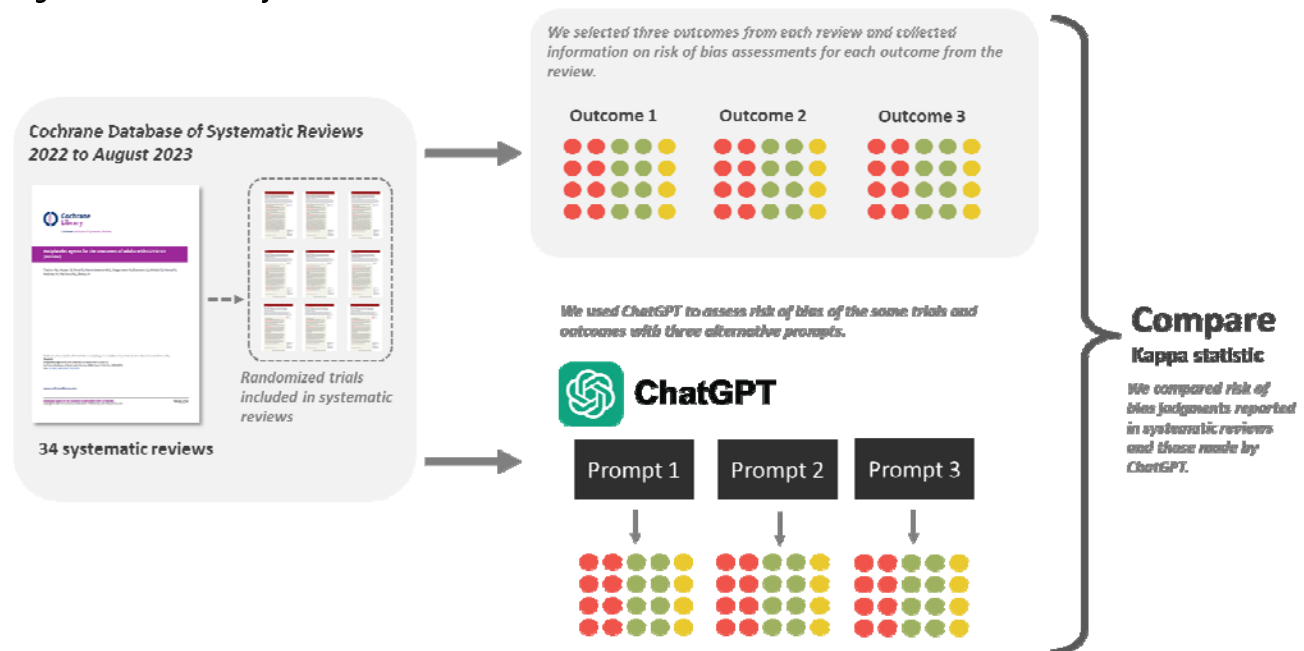 Cochrane Database of Systematic Reviews
2022 to August 2023
Cochrane
Library
Randomized trials
included in systematic
reviews
34 systematic reviews
We selected three outcomes from each review and collected
information on risk of bias assessments for each outcome from the
review.
Outcome 1 Outcome 2 Outcome 3
We used ChatGPT to assess risk of bias of the same trials and
outcomes with three alternative prompts.
ChatGPT
Prompt 1 Prompt 2 Prompt 3
Compare
Kappa statistic
We compared risk of
bias judgments reported
in systematic reviews
and those made by
ChatGPT.